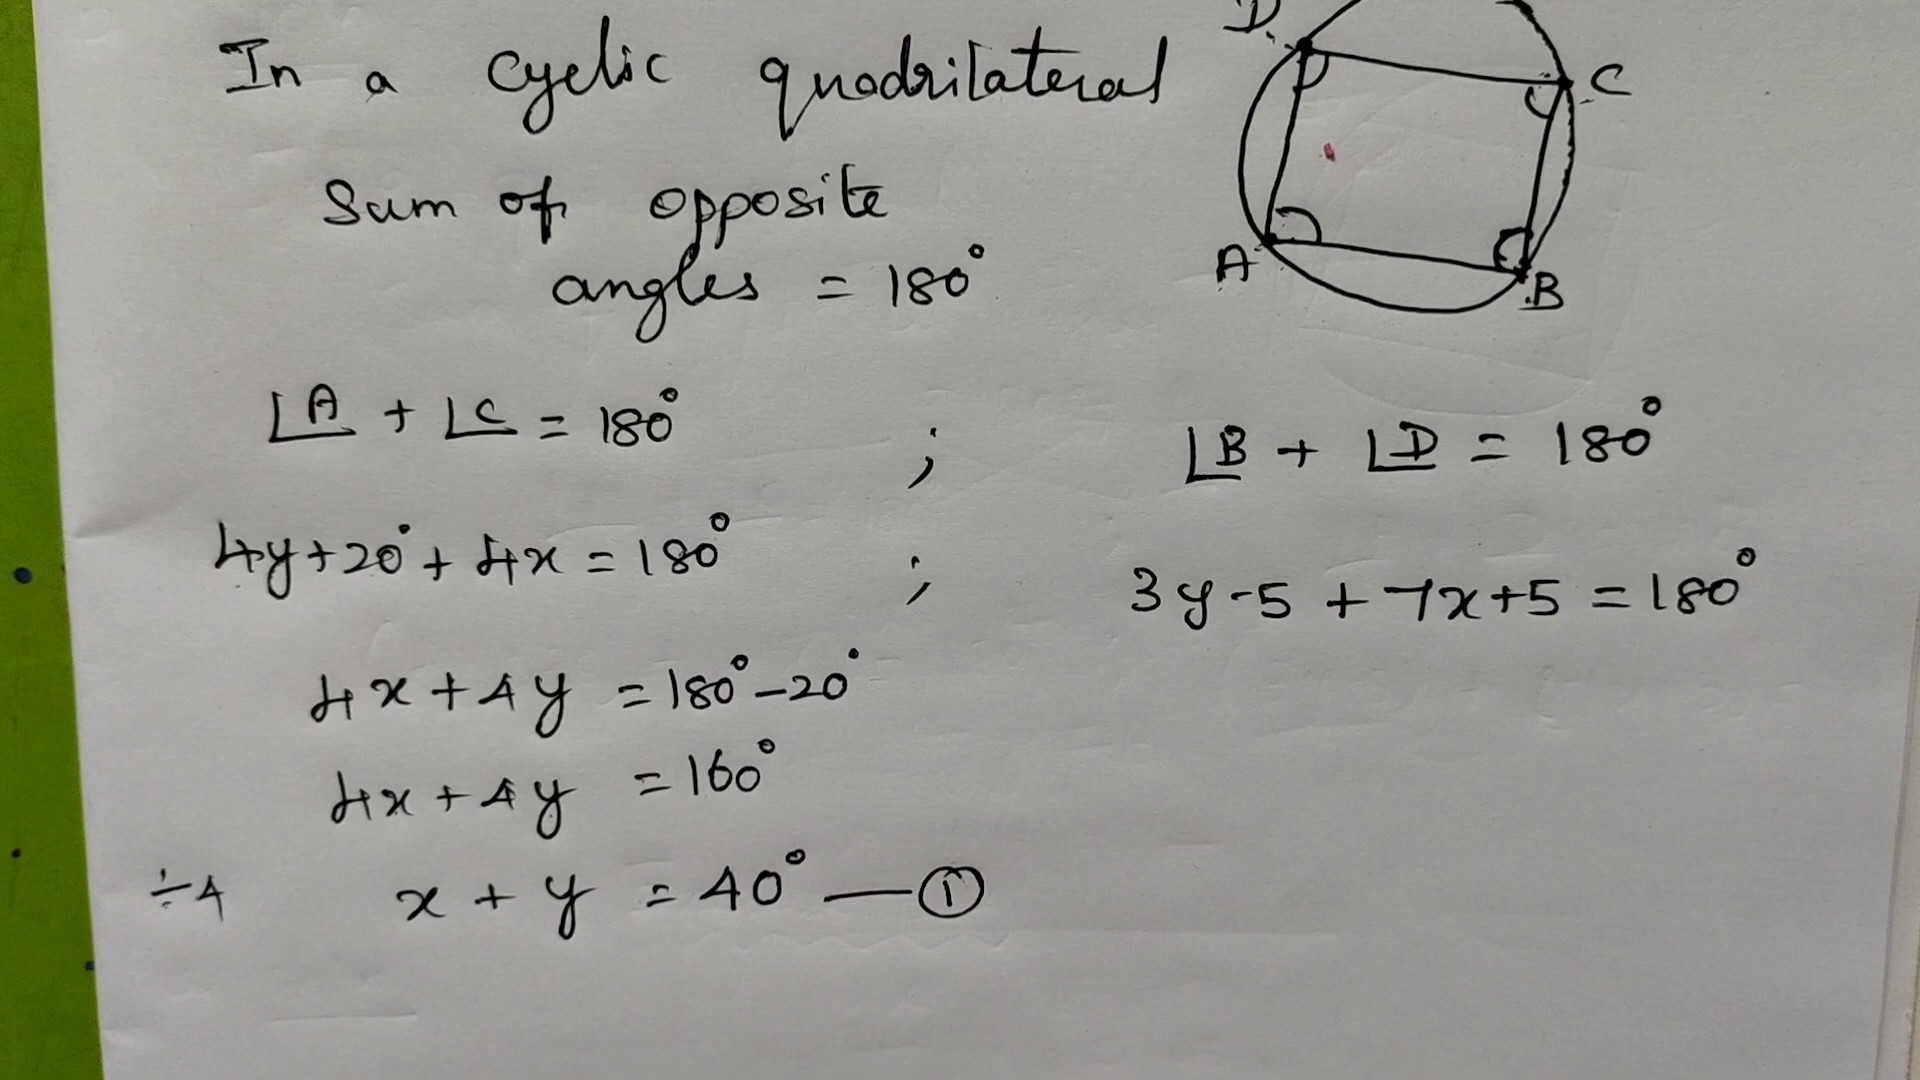 In a cyclic quadrilateral
Sum of opposite
angles = 180°
D
C
A
B
∠A + ∠C = 180° ; ∠B + ∠D = 180°
4y+20° + 4x = 180° ; 3y-5 + 7x+5 = 180°
4x + 4y = 180° - 20°
4x + 4y = 160°
÷4 x + y = 40° — ①